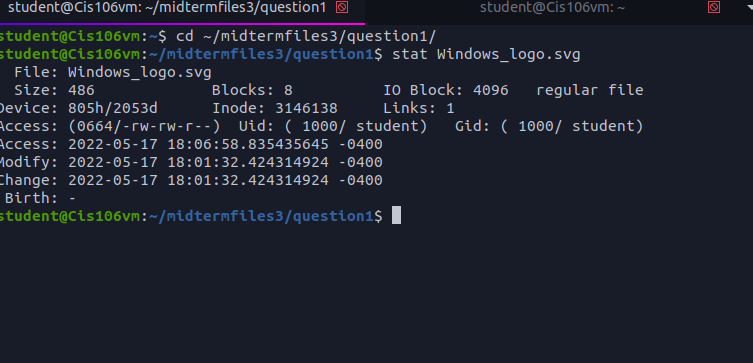 student@Cis106vm: ~/midtermfiles3/question1 student@Cis106vm: ~
student@Cis106vm:~$ cd ~/midtermfiles3/question1/
student@Cis106vm:~/midtermfiles3/question1$ stat Windows_logo.svg
  File: Windows_logo.svg
  Size: 486             Blocks: 8          IO Block: 4096   regular file
Device: 805h/2053d      Inode: 3146138     Links: 1
Access: (0664/-rw-rw-r--)  Uid: ( 1000/ student)   Gid: ( 1000/ student)
Access: 2022-05-17 18:06:58.835435645 -0400
Modify: 2022-05-17 18:01:32.424314924 -0400
Change: 2022-05-17 18:01:32.424314924 -0400
 Birth: -
student@Cis106vm:~/midtermfiles3/question1$